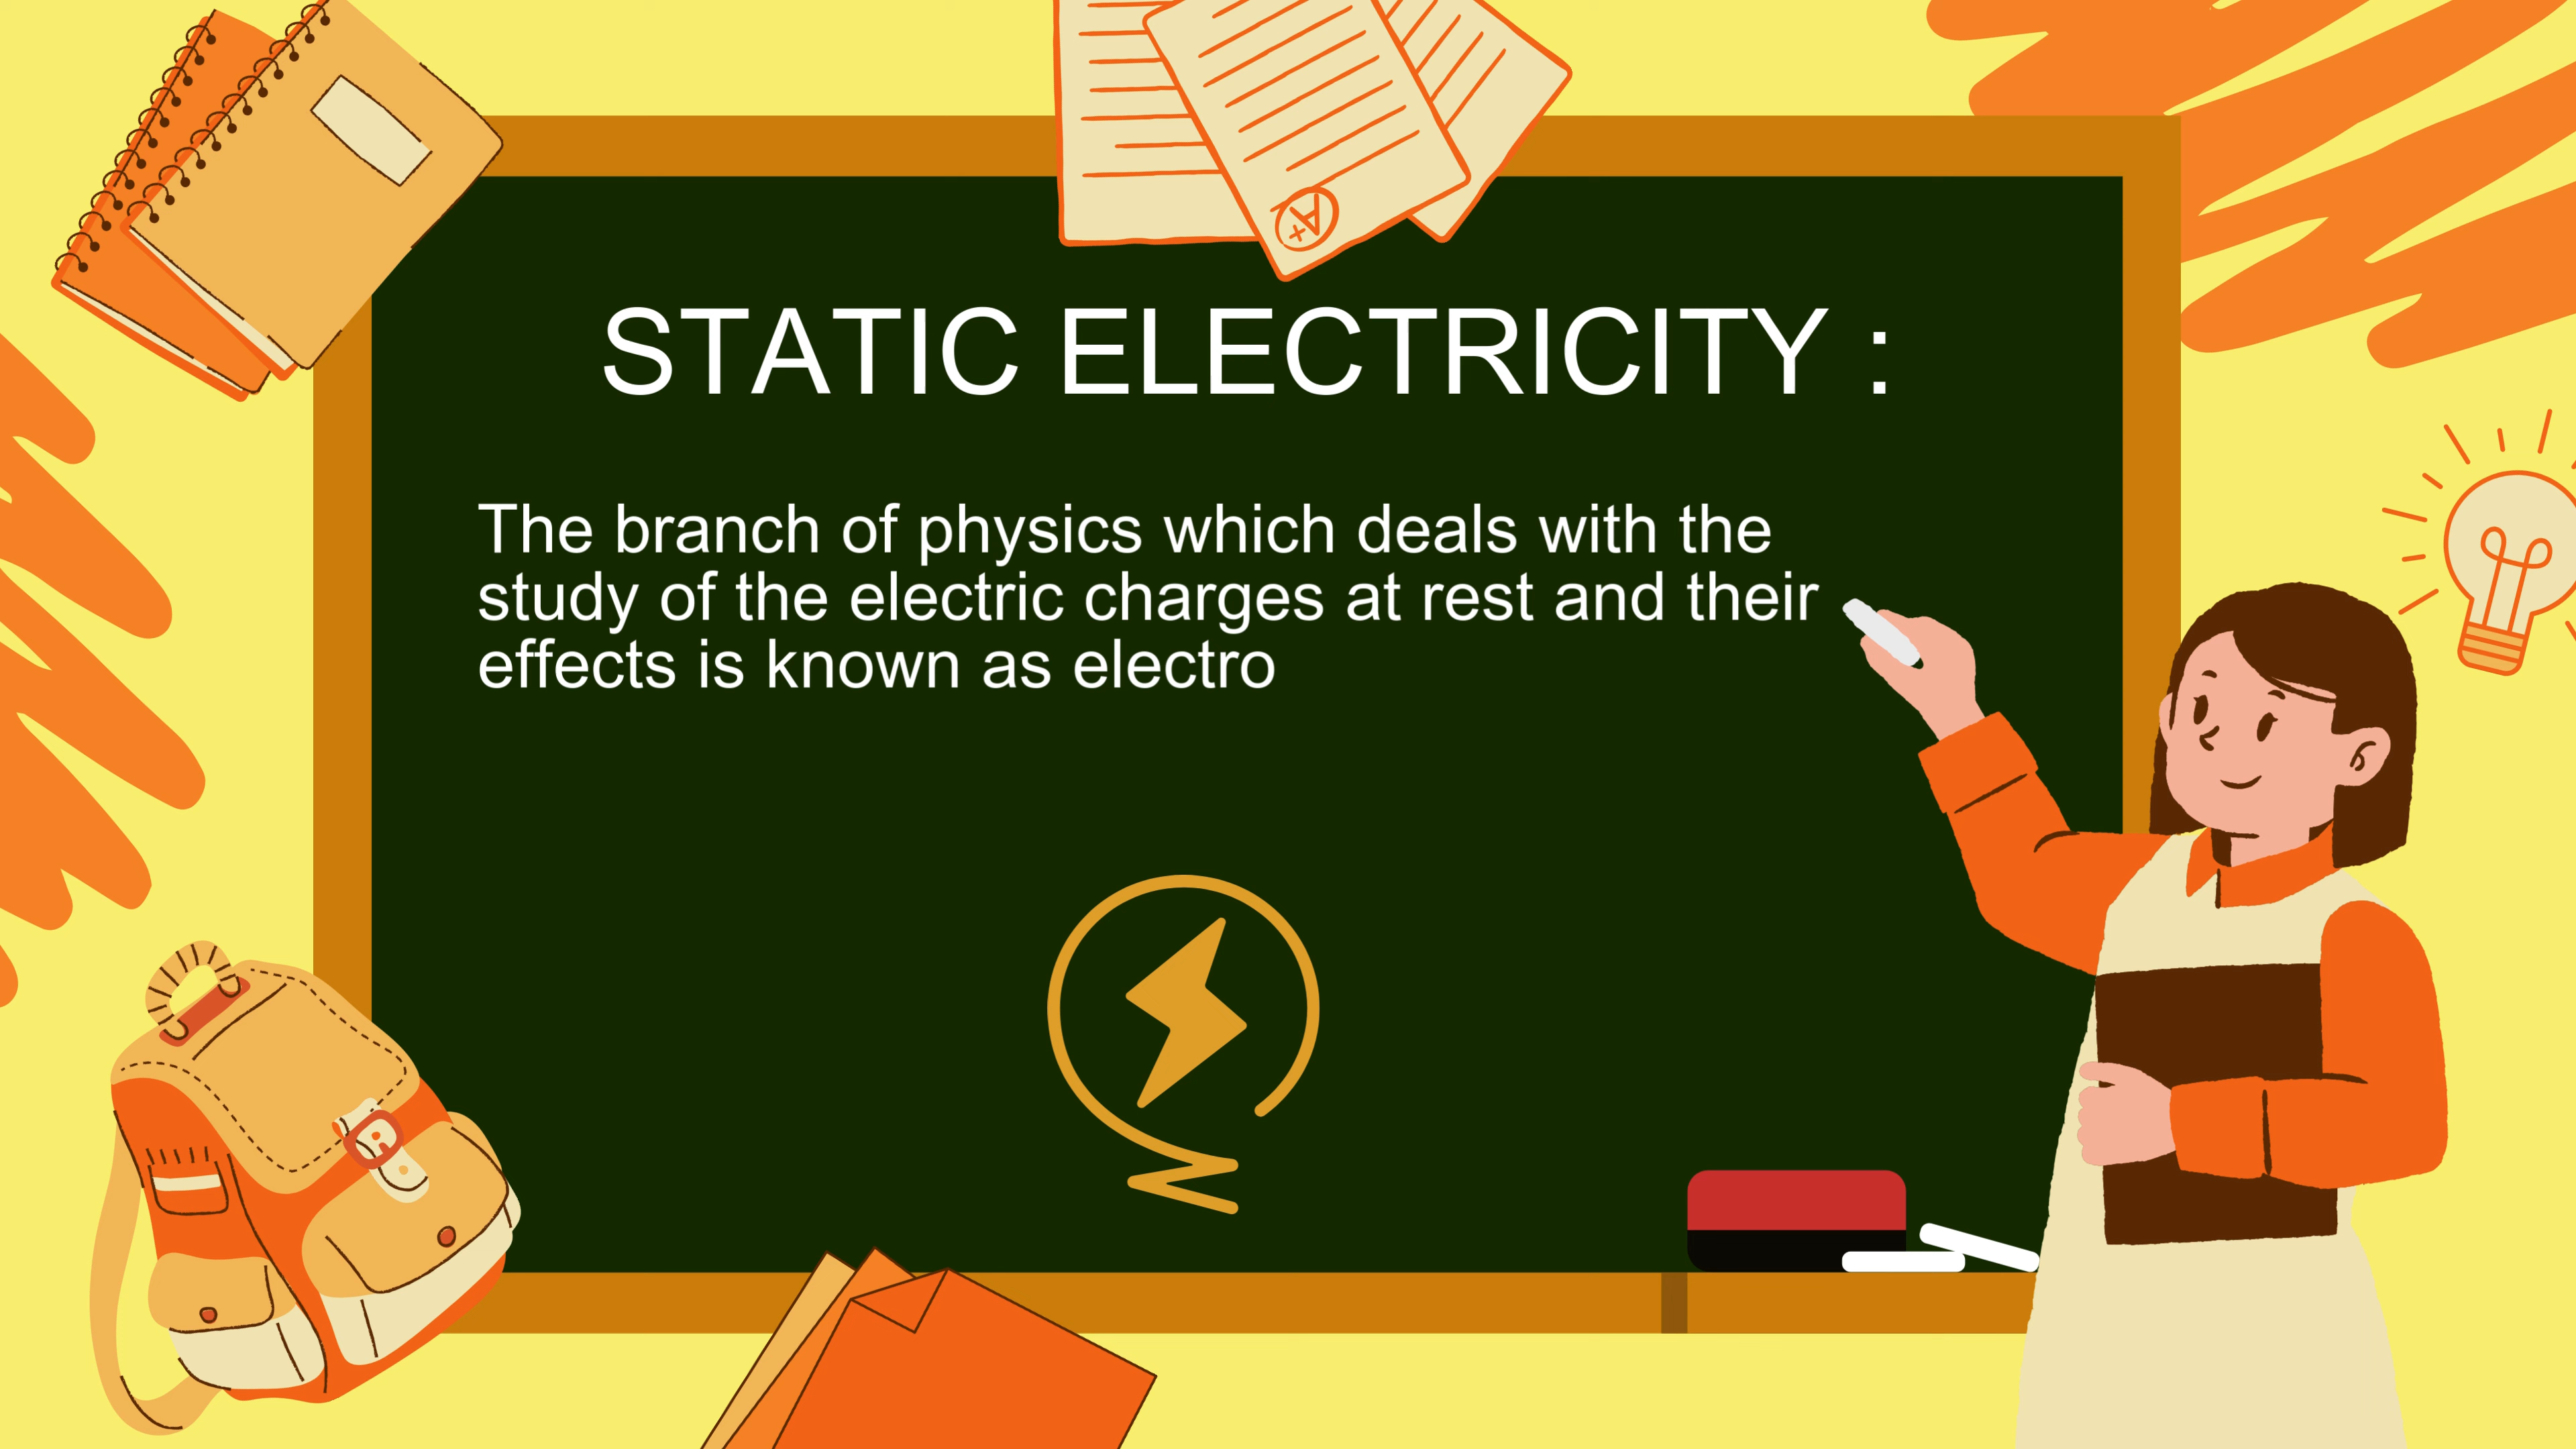 A+
STATIC ELECTRICITY :
The branch of physics which deals with the
study of the electric charges at rest and their
effects is known as electro